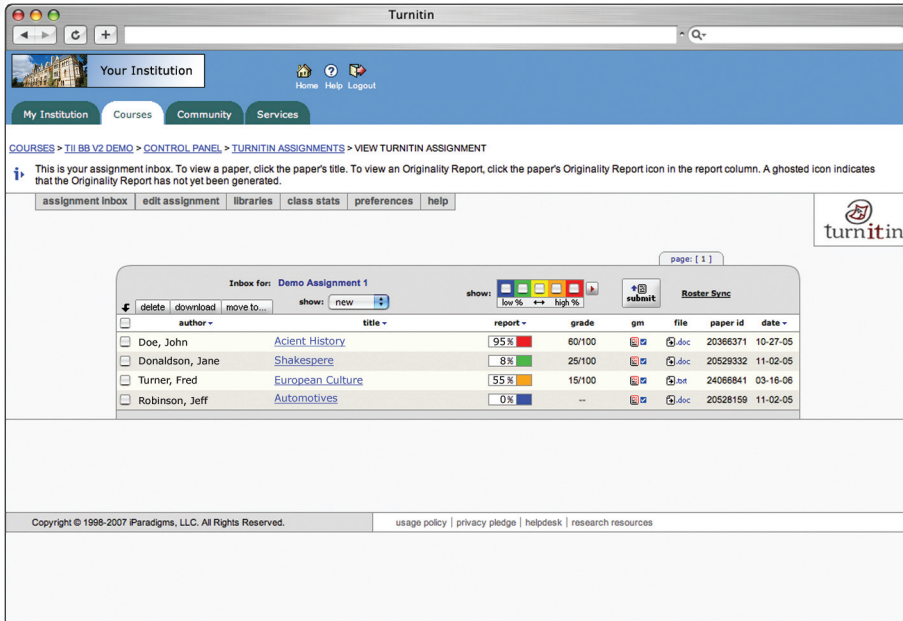 Turnitin
Your Institution
Home Help Logout
My Institution Courses Community Services
COURSES > TII BB V2 DEMO > CONTROL PANEL > TURNITIN ASSIGNMENTS > VIEW TURNITIN ASSIGNMENT
This is your assignment inbox. To view a paper, click the paper's title. To view an Originality Report, click the paper's Originality Report icon in the report column. A ghosted icon indicates
that the Originality Report has not yet been generated.
assignment inbox edit assignment libraries class stats preferences help
turnitin
page: [ 1 ]
Inbox for: Demo Assignment 1
delete download move to... show: new show: low % ↔ high % submit Roster Sync
author title report grade gm file paper id date
Doe, John Acient History 95% 60/100 .doc 20366371 10-27-05
Donaldson, Jane Shakespere 8% 25/100 .doc 20529332 11-02-05
Turner, Fred European Culture 55% 15/100 .txt 24066841 03-16-06
Robinson, Jeff Automotives 0% -- .doc 20528159 11-02-05
Copyright © 1998-2007 iParadigms, LLC. All Rights Reserved. usage policy | privacy pledge | helpdesk | research resources